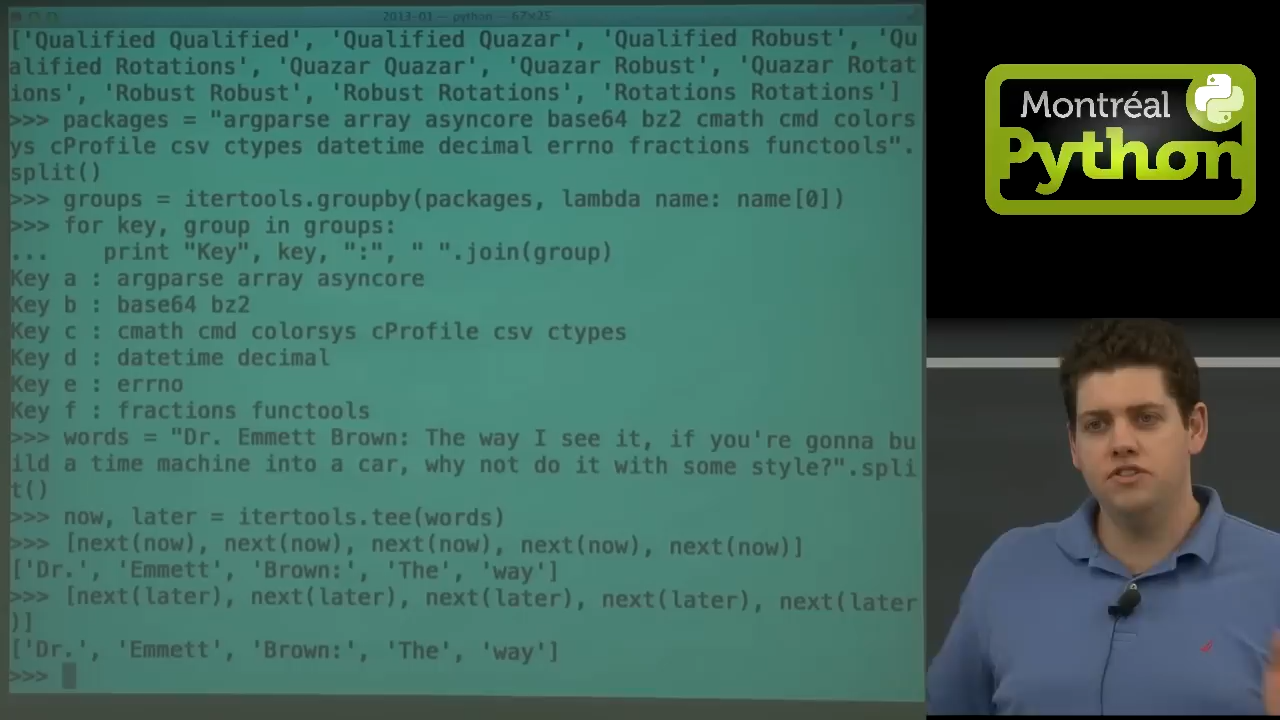 2013-01 — python — 67×25
['Qualified Qualified', 'Qualified Quazar', 'Qualified Robust', 'Qu
alified Rotations', 'Quazar Quazar', 'Quazar Robust', 'Quazar Rotat
ions', 'Robust Robust', 'Robust Rotations', 'Rotations Rotations']
>>> packages = "argparse array asyncore base64 bz2 cmath cmd colors
ys cProfile csv ctypes datetime decimal errno fractions functools".
split()
>>> groups = itertools.groupby(packages, lambda name: name[0])
>>> for key, group in groups:
...     print "Key", key, ":", " ".join(group)
Key a : argparse array asyncore
Key b : base64 bz2
Key c : cmath cmd colorsys cProfile csv ctypes
Key d : datetime decimal
Key e : errno
Key f : fractions functools
>>> words = "Dr. Emmett Brown: The way I see it, if you're gonna bu
ild a time machine into a car, why not do it with some style?".spli
t()
>>> now, later = itertools.tee(words)
>>> [next(now), next(now), next(now), next(now), next(now)]
['Dr.', 'Emmett', 'Brown:', 'The', 'way']
>>> [next(later), next(later), next(later), next(later), next(later
)]
['Dr.', 'Emmett', 'Brown:', 'The', 'way']
>>>
Montréal
Python